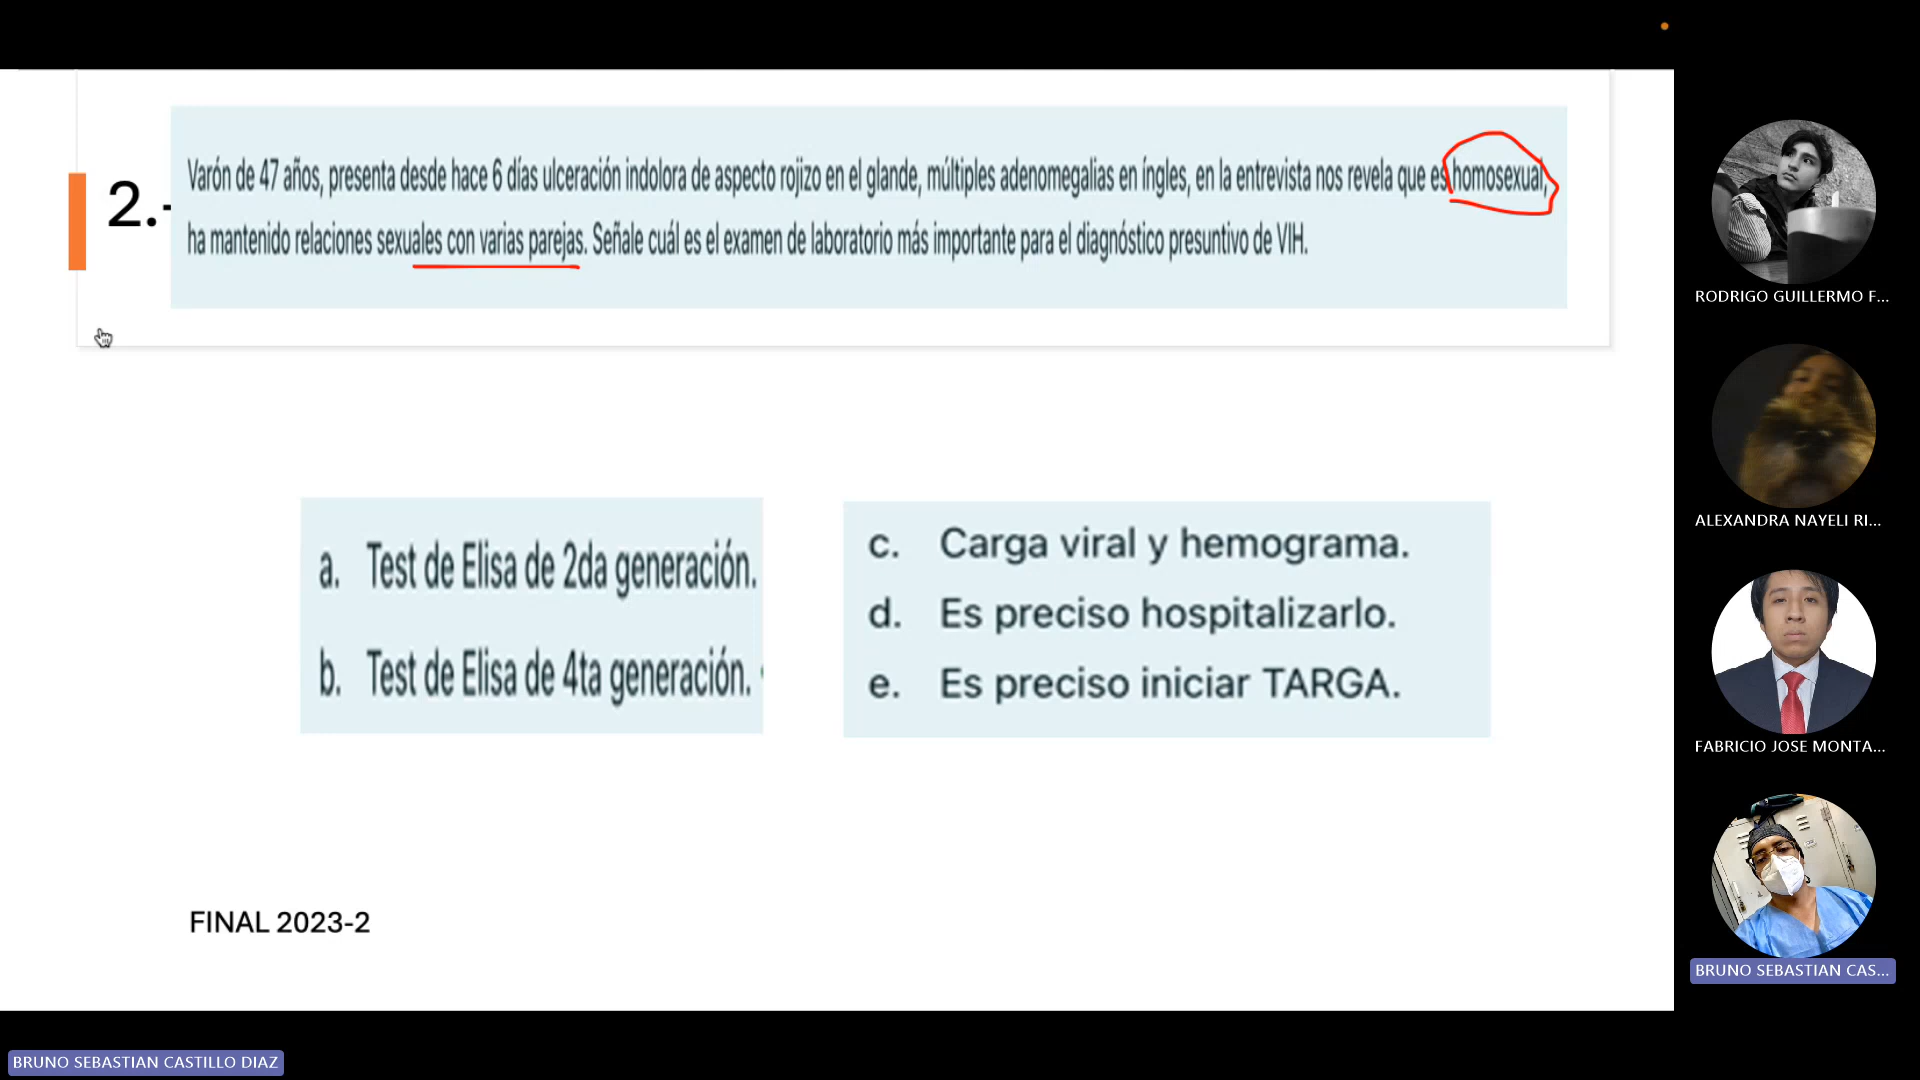 2.-
Varón de 47 años, presenta desde hace 6 días ulceración indolora de aspecto rojizo en el glande, múltiples adenomegalias en íngles, en la entrevista nos revela que es homosexual,
ha mantenido relaciones sexuales con varias parejas. Señale cuál es el examen de laboratorio más importante para el diagnóstico presuntivo de VIH.
a. Test de Elisa de 2da generación.
b. Test de Elisa de 4ta generación.
c. Carga viral y hemograma.
d. Es preciso hospitalizarlo.
e. Es preciso iniciar TARGA.
FINAL 2023-2
RODRIGO GUILLERMO F...
ALEXANDRA NAYELI RI...
FABRICIO JOSE MONTA...
BRUNO SEBASTIAN CAS...
BRUNO SEBASTIAN CASTILLO DIAZ